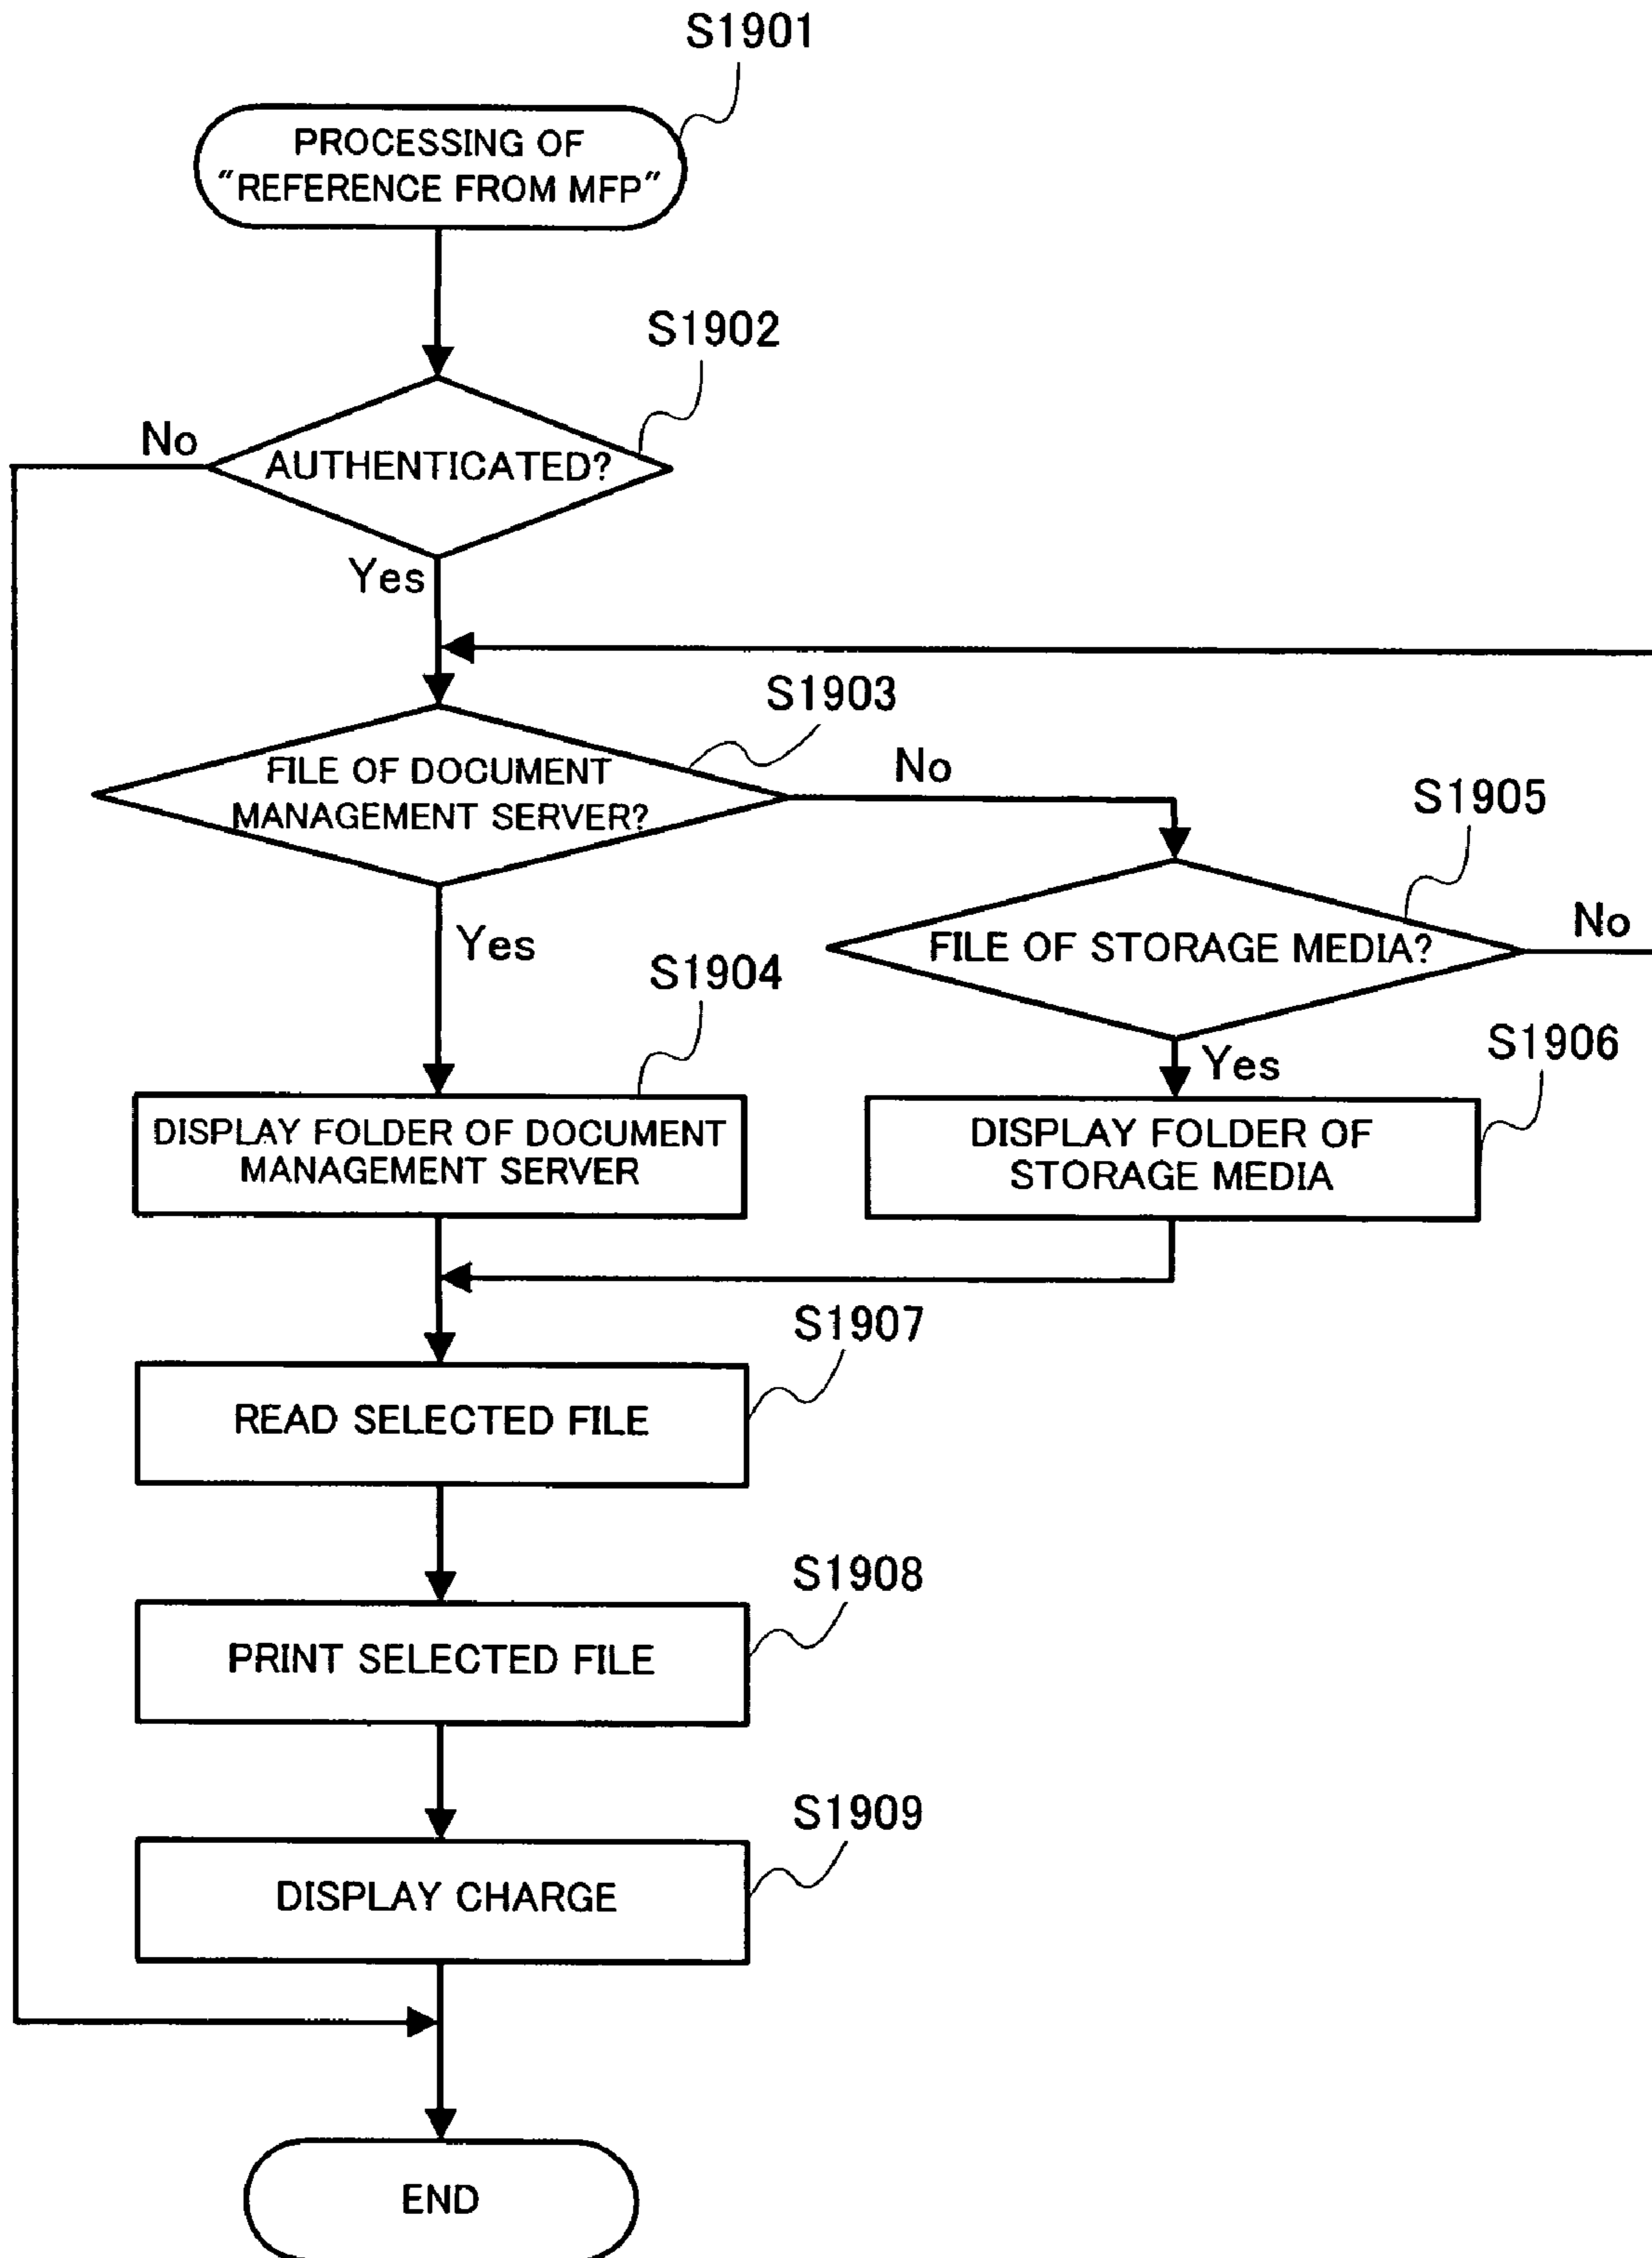 S1901
PROCESSING OF
"REFERENCE FROM MFP"
S1902
No
AUTHENTICATED?
Yes
S1903
FILE OF DOCUMENT
MANAGEMENT SERVER?
No
S1905
Yes
FILE OF STORAGE MEDIA?
No
S1904
Yes
S1906
DISPLAY FOLDER OF DOCUMENT
MANAGEMENT SERVER
DISPLAY FOLDER OF
STORAGE MEDIA
S1907
READ SELECTED FILE
S1908
PRINT SELECTED FILE
S1909
DISPLAY CHARGE
END